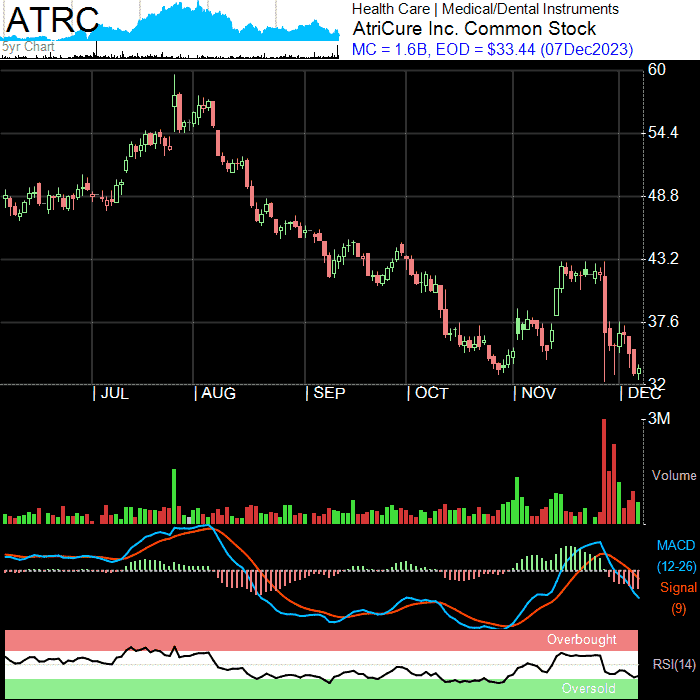 ATRC
5yr Chart
Health Care | Medical/Dental Instruments
AtriCure Inc. Common Stock
MC = 1.6B, EOD = $33.44 (07Dec2023)
60
54.4
48.8
43.2
37.6
32
| JUL | AUG | SEP | OCT | NOV | DEC
3M
Volume
MACD
(12-26)
Signal
(9)
Overbought
RSI(14)
Oversold